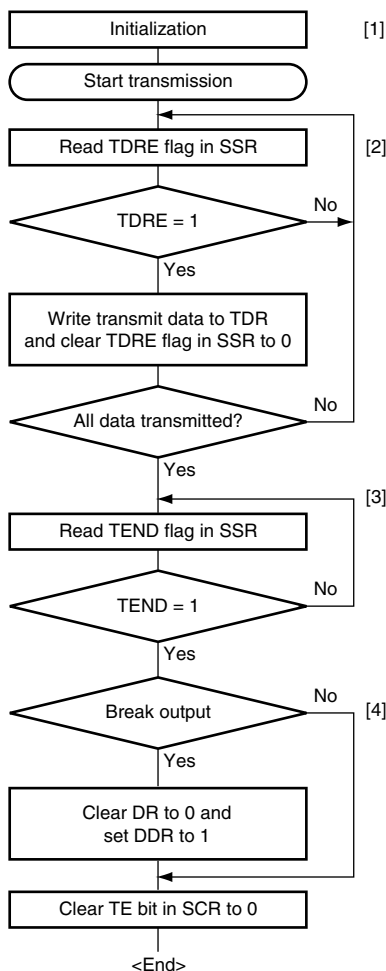 Initialization [1]
Start transmission
Read TDRE flag in SSR [2]
No
TDRE = 1
Yes
Write transmit data to TDR
and clear TDRE flag in SSR to 0
No
All data transmitted?
Yes
[3]
Read TEND flag in SSR
No
TEND = 1
Yes
No
Break output [4]
Yes
Clear DR to 0 and
set DDR to 1
Clear TE bit in SCR to 0
<End>